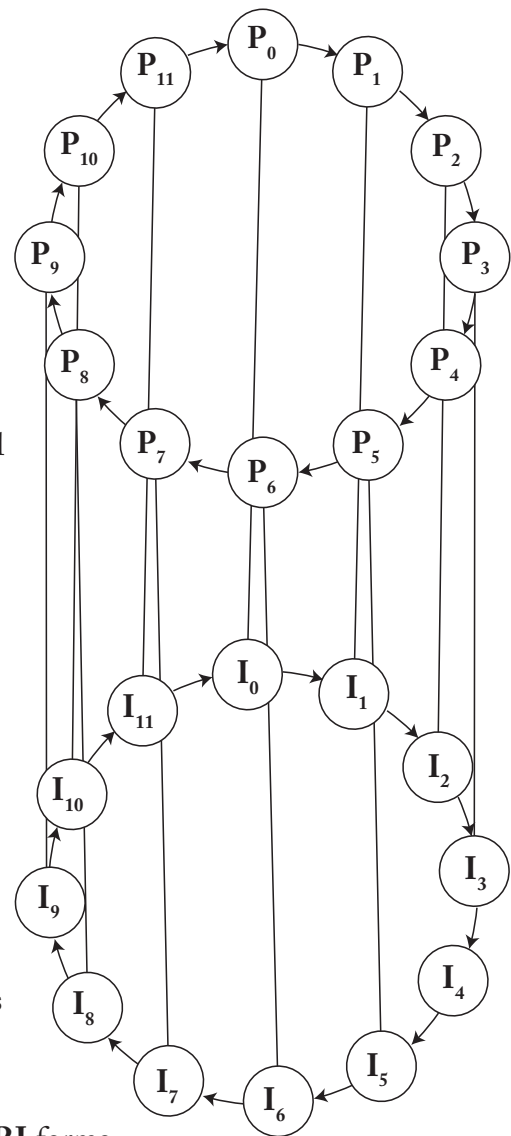 P₀
P₁₁ P₁
P₁₀ P₂
P₉ P₃
P₈ P₄
P₇ P₅
P₆
I₀
I₁₁ I₁
I₁₀ I₂
I₉ I₃
I₈ I₄
I₇ I₅
I₆